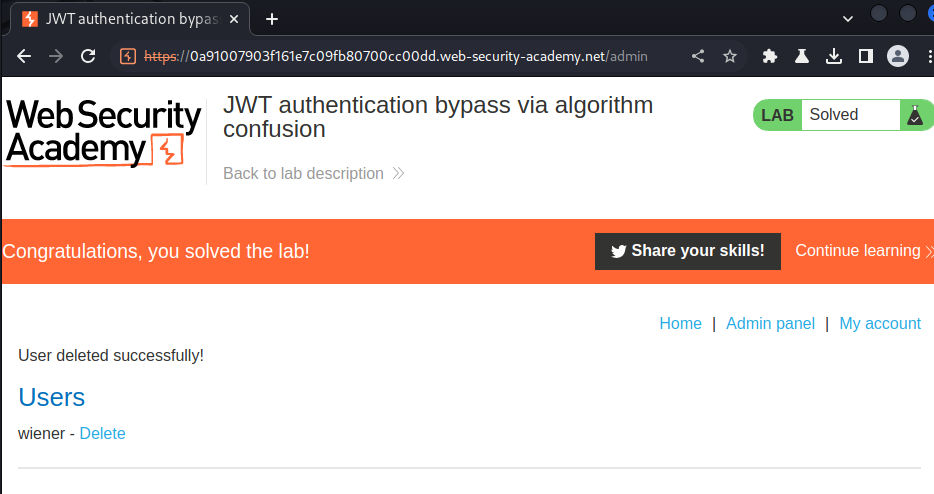 JWT authentication bypas
https://0a91007903f161e7c09fb80700cc00dd.web-security-academy.net/admin
WebSecurity
Academy
JWT authentication bypass via algorithm
confusion
Back to lab description
LAB Solved
Congratulations, you solved the lab!
Share your skills!
Continue learning
Home | Admin panel | My account
User deleted successfully!
Users
wiener - Delete